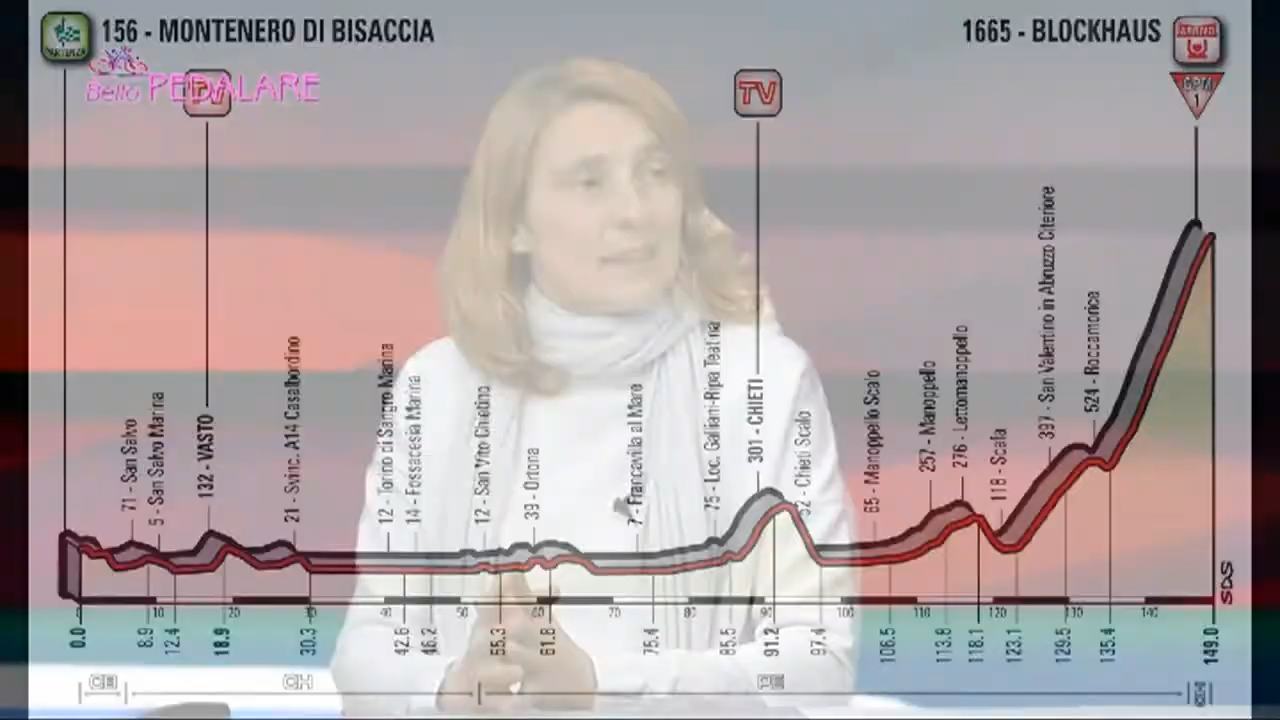 156 - MONTENERO DI BISACCIA
1665 - BLOCKHAUS
Bello PEDALARE
TV
GPM
1
71 - San Salvo
5 - San Salvo Marina
132 - VASTO
21 - Svinc. A14 Casalbordino
12 - Torino di Sangro Marina
14 - Fossacesia Marina
12 - San Vito Chietino
39 - Ortona
7 - Francavilla al Mare
75 - Loc. Galliani-Ripa Teatina
301 - CHIETI
52 - Chieti Scalo
65 - Manoppello Scalo
257 - Manoppello
276 - Lettomanoppello
118 - Scafa
397 - San Valentino in Abruzzo Citeriore
524 - Roccamorice
SDS
10 20 30 40 50 60 70 80 90 100 110 120 130 140
0.0 8.9 12.4 18.9 30.3 42.6 46.2 55.3 61.8 75.4 85.5 91.2 97.4 106.5 113.8 118.1 123.1 129.5 135.4 149.0